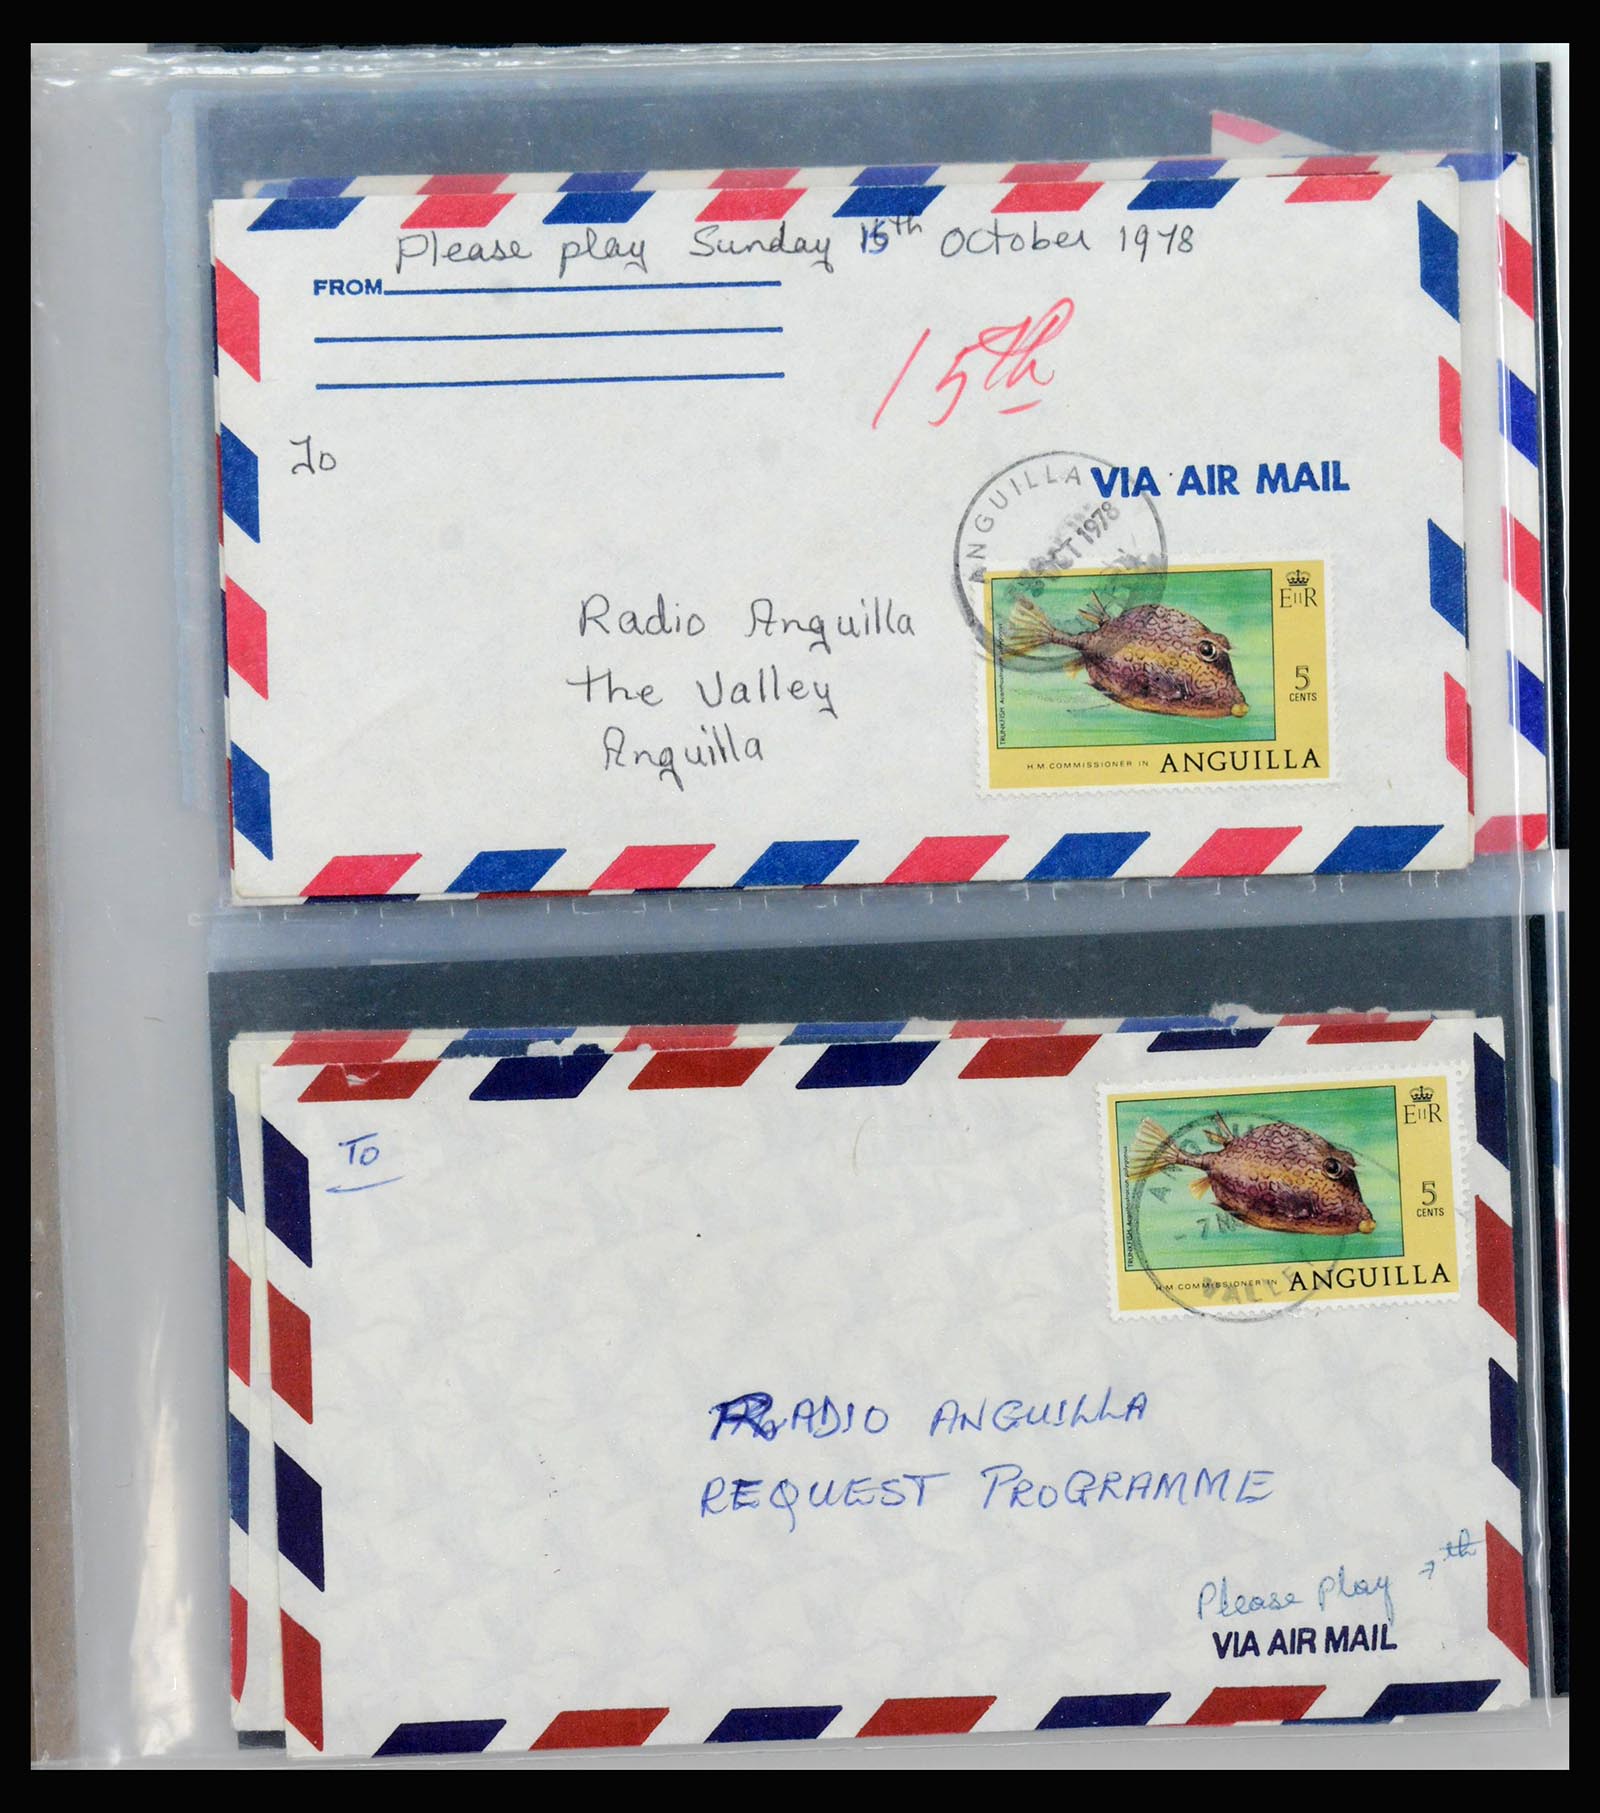 Please play Sunday 15th October 1978
FROM
15th
To
VIA AIR MAIL
ANGUILLA
OCT 1978
Radio Anguilla
The Valley
Anguilla
EIIR
5
CENTS
TRUNKFISH
H.M. COMMISSIONER IN ANGUILLA
To
EIIR
5
CENTS
TRUNKFISH
H.M. COMMISSIONER IN ANGUILLA
VALLEY
RADIO ANGUILLA
REQUEST PROGRAMME
Please Play 7th
VIA AIR MAIL